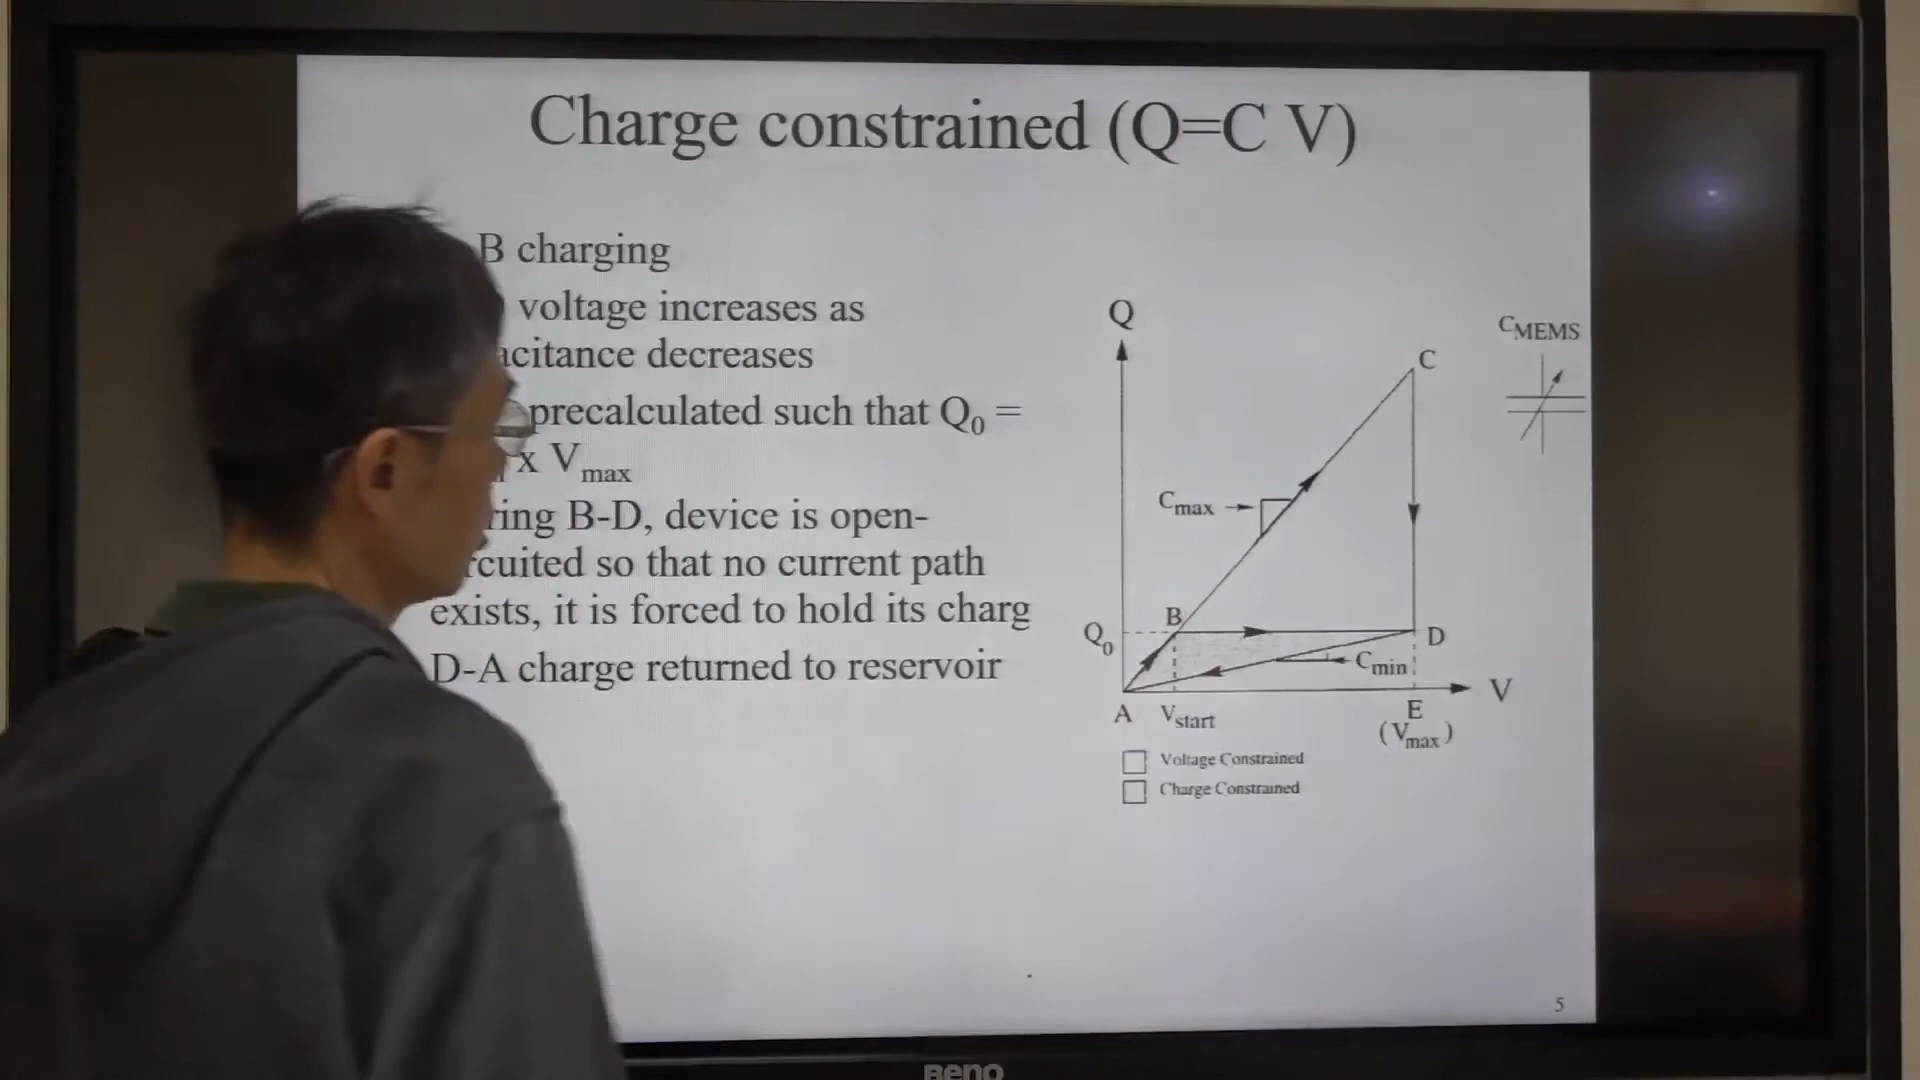 Charge constrained (Q=C V)
B charging
voltage increases as
acitance decreases
precalculated such that Q₀ =
x Vmax
ring B-D, device is open-
rcuited so that no current path
exists, it is forced to hold its charg
D-A charge returned to reservoir
Q
CMEMS
C
Cmax
B
Q₀
D
Cmin
V
A
Vstart
E
(Vmax)
Voltage Constrained
Charge Constrained
5
BenQ